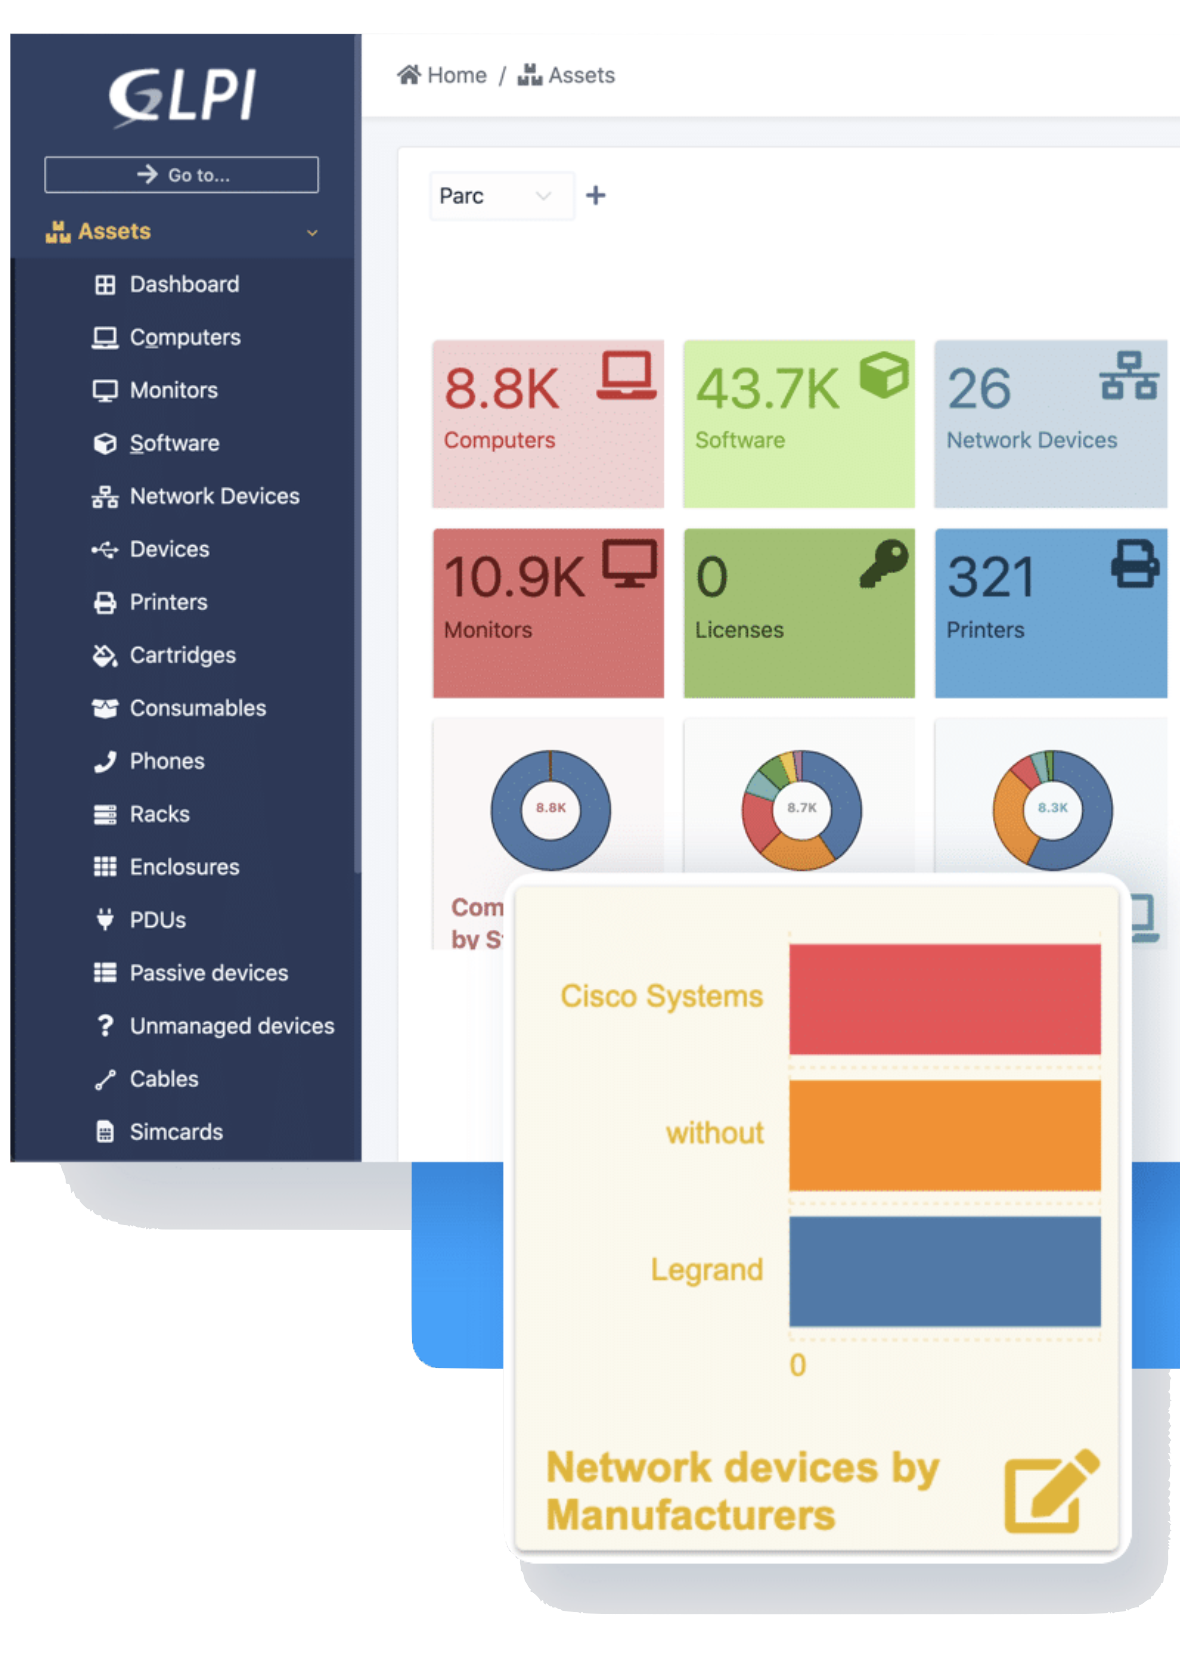 GLPI
Go to...
Assets
Dashboard
Computers
Monitors
Software
Network Devices
Devices
Printers
Cartridges
Consumables
Phones
Racks
Enclosures
PDUs
Passive devices
Unmanaged devices
Cables
Simcards
Home / Assets
Parc
8.8K
Computers
43.7K
Software
26
Network Devices
10.9K
Monitors
0
Licenses
321
Printers
8.8K
8.7K
8.3K
Com
by S
Cisco Systems
without
Legrand
0
Network devices by
Manufacturers